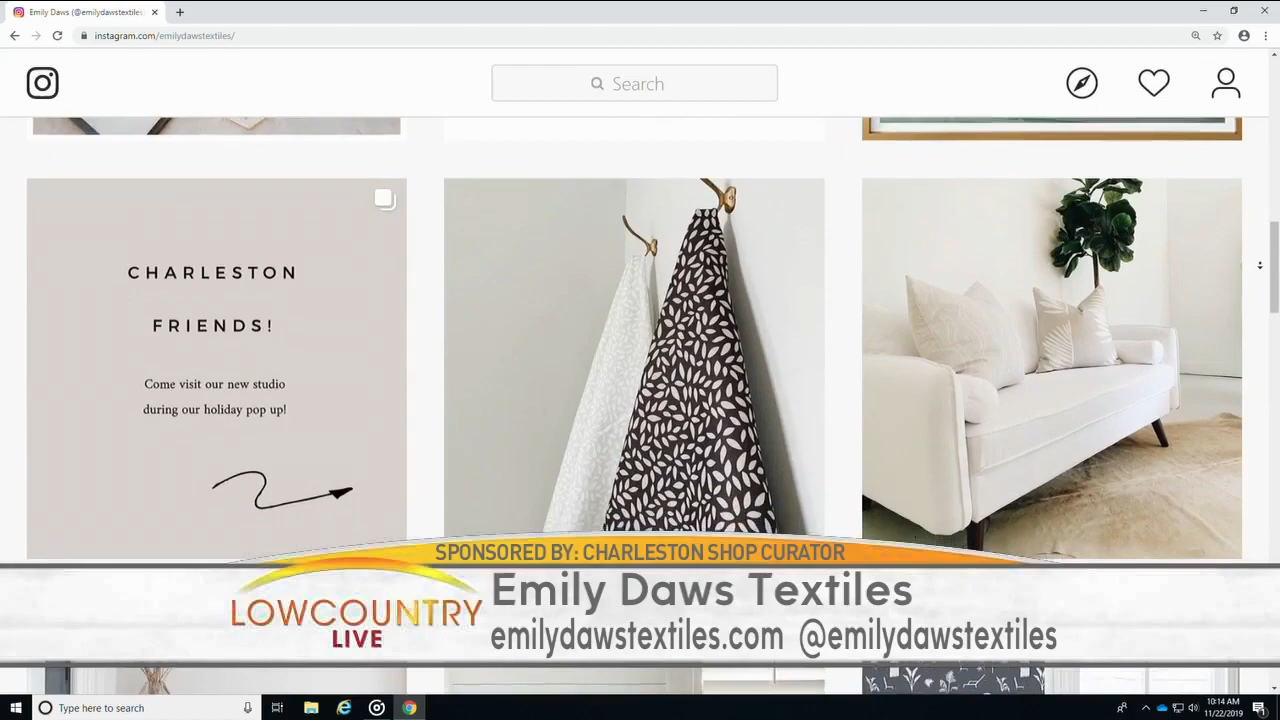 Emily Daws (@emilydawstextiles)
instagram.com/emilydawstextiles/
Search
CHARLESTON
FRIENDS!
Come visit our new studio
during our holiday pop up!
SPONSORED BY: CHARLESTON SHOP CURATOR
LOWCOUNTRY
LIVE
Emily Daws Textiles
emilydawstextiles.com @emilydawstextiles
Type here to search
10:14 AM
11/22/2019